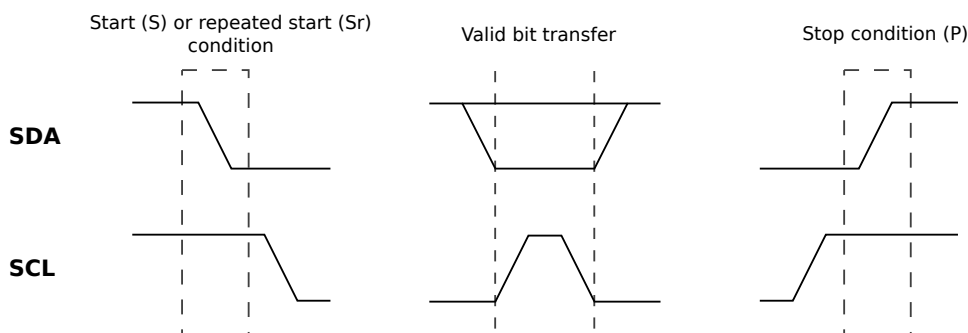 Start (S) or repeated start (Sr)
condition
Valid bit transfer
Stop condition (P)
SDA
SCL